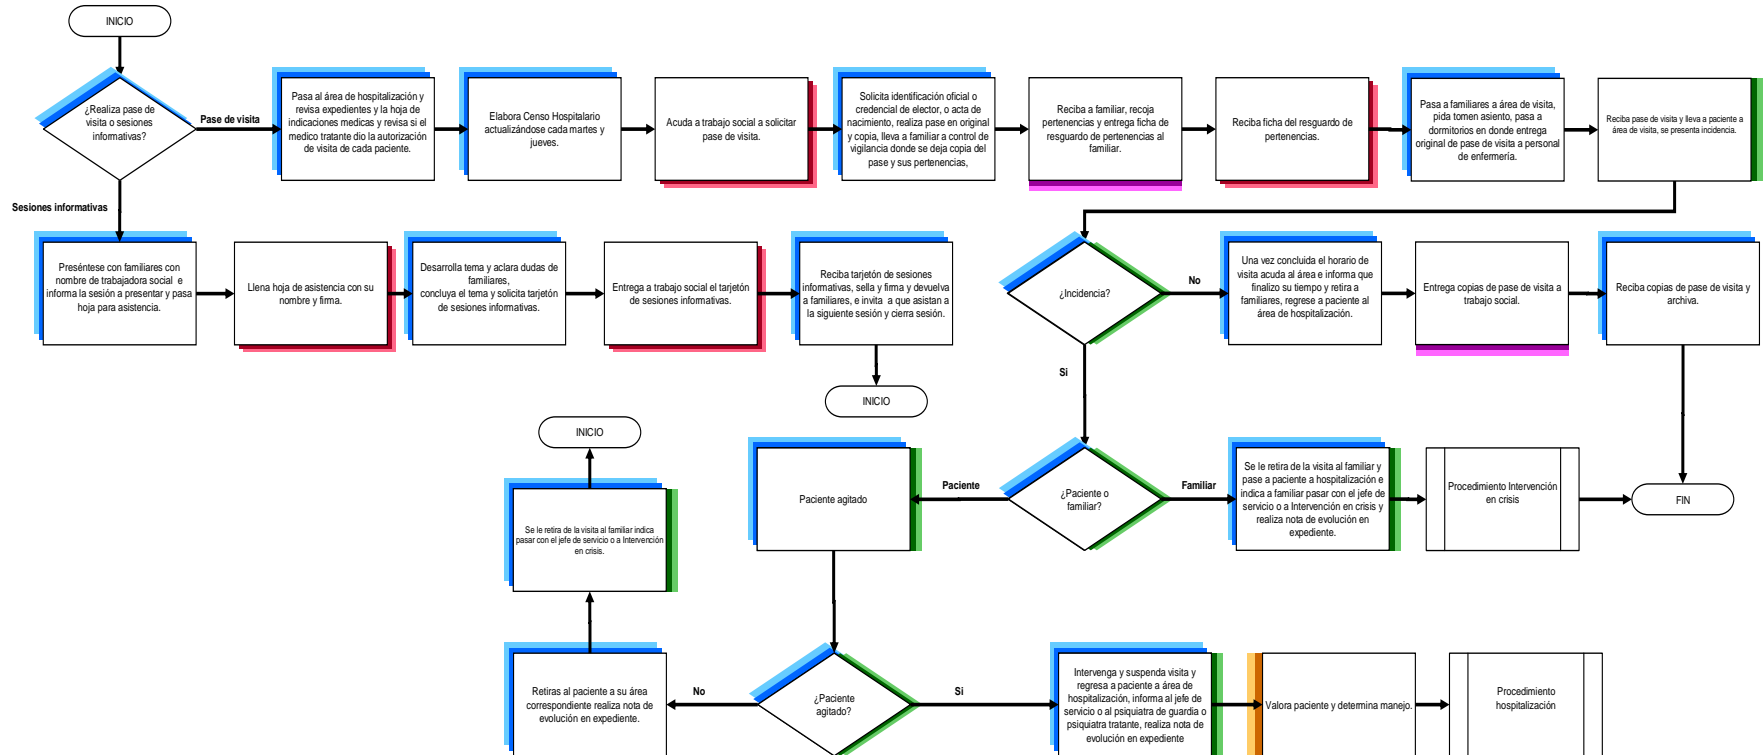 INICIO
¿Realiza pase de
visita o sesiones
informativas?
Pase de visita
Pasa al área de hospitalización y
revisa expedientes y la hoja de
indicaciones medicas y revisa si el
medico tratante dio la autorización
de visita de cada paciente.
Elabora Censo Hospitalario
actualizándose cada martes y
jueves.
Acuda a trabajo social a solicitar
pase de visita.
Solicita identificación oficial o
credencial de elector, o acta de
nacimiento, realiza pase en original
y copia, lleva a familiar a control de
vigilancia donde se deja copia del
pase y sus pertenencias,
Reciba a familiar, recoja
pertenencias y entrega ficha de
resguardo de pertenencias al
familiar.
Reciba ficha del resguardo de
pertenencias.
Pasa a familiares a área de visita,
pida tomen asiento, pasa a
dormitorios en donde entrega
original de pase de visita a personal
de enfermería.
Reciba pase de visita y lleva a paciente a
área de visita, se presenta incidencia.
Sesiones informativas
Preséntese con familiares con
nombre de trabajadora social e
informa la sesión a presentar y pasa
hoja para asistencia.
Llena hoja de asistencia con su
nombre y firma.
Desarrolla tema y aclara dudas de
familiares,
concluya el tema y solicita tarjetón
de sesiones informativas.
Entrega a trabajo social el tarjetón
de sesiones informativas.
Reciba tarjetón de sesiones
informativas, sella y firma y devuelva
a familiares, e invita a que asistan a
la siguiente sesión y cierra sesión.
INICIO
¿Incidencia?
No
Una vez concluida el horario de
visita acuda al área e informa que
finalizo su tiempo y retira a
familiares, regrese a paciente al
área de hospitalización.
Entrega copias de pase de visita a
trabajo social.
Reciba copias de pase de visita y
archiva.
Si
INICIO
Se le retira de la visita al familiar indica
pasar con el jefe de servicio o a Intervención
en crisis.
Paciente agitado
Paciente
¿Paciente o
familiar?
Familiar
Se le retira de la visita al familiar y
pase a paciente a hospitalización e
indica a familiar pasar con el jefe de
servicio o a Intervención en crisis y
realiza nota de evolución en
expediente.
Procedimiento Intervención
en crisis
FIN
Retiras al paciente a su área
correspondiente realiza nota de
evolución en expediente.
No
¿Paciente
agitado?
Si
Intervenga y suspenda visita y
regresa a paciente a área de
hospitalización, informa al jefe de
servicio o al psiquiatra de guardia o
psiquiatra tratante, realiza nota de
evolución en expediente
Valora paciente y determina manejo.
Procedimiento
hospitalización